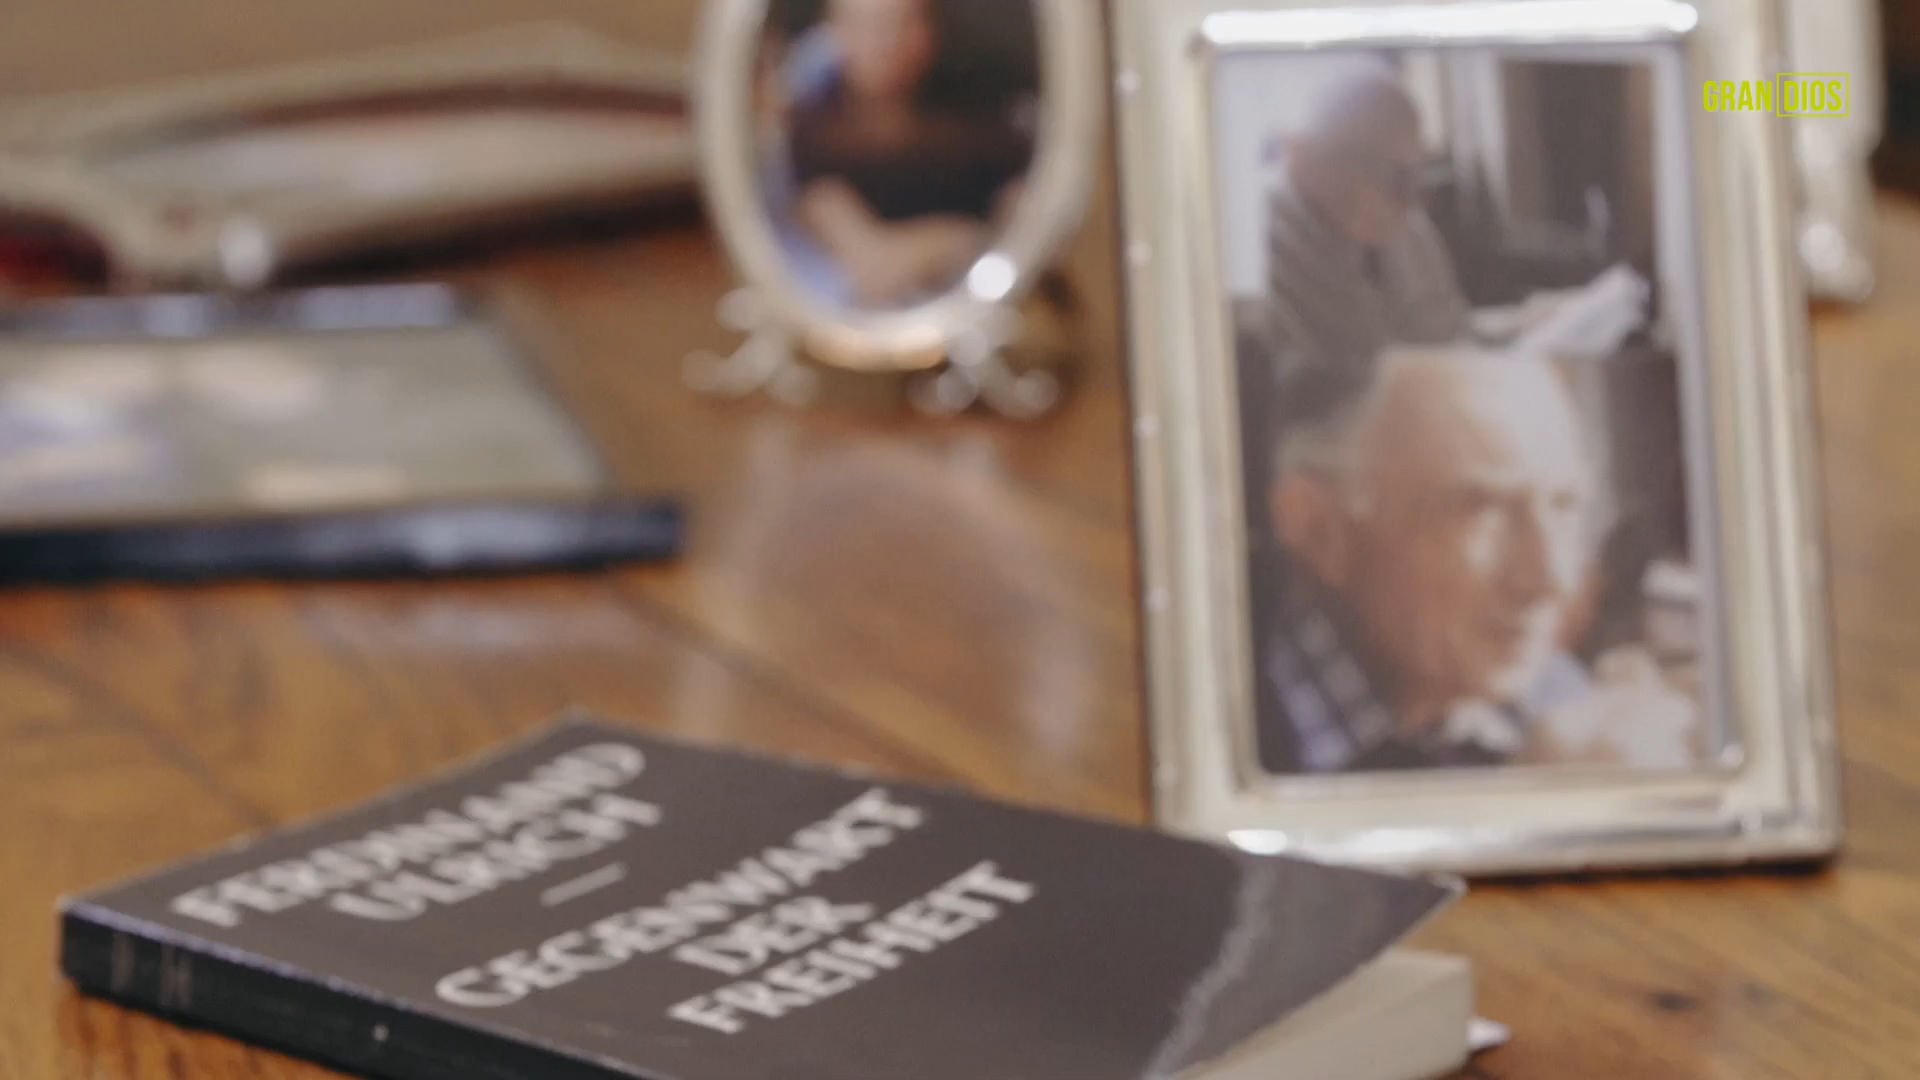 GRANDIOS
FERDINAND
ULRICH
GEGENWART
DER
FREIHEIT